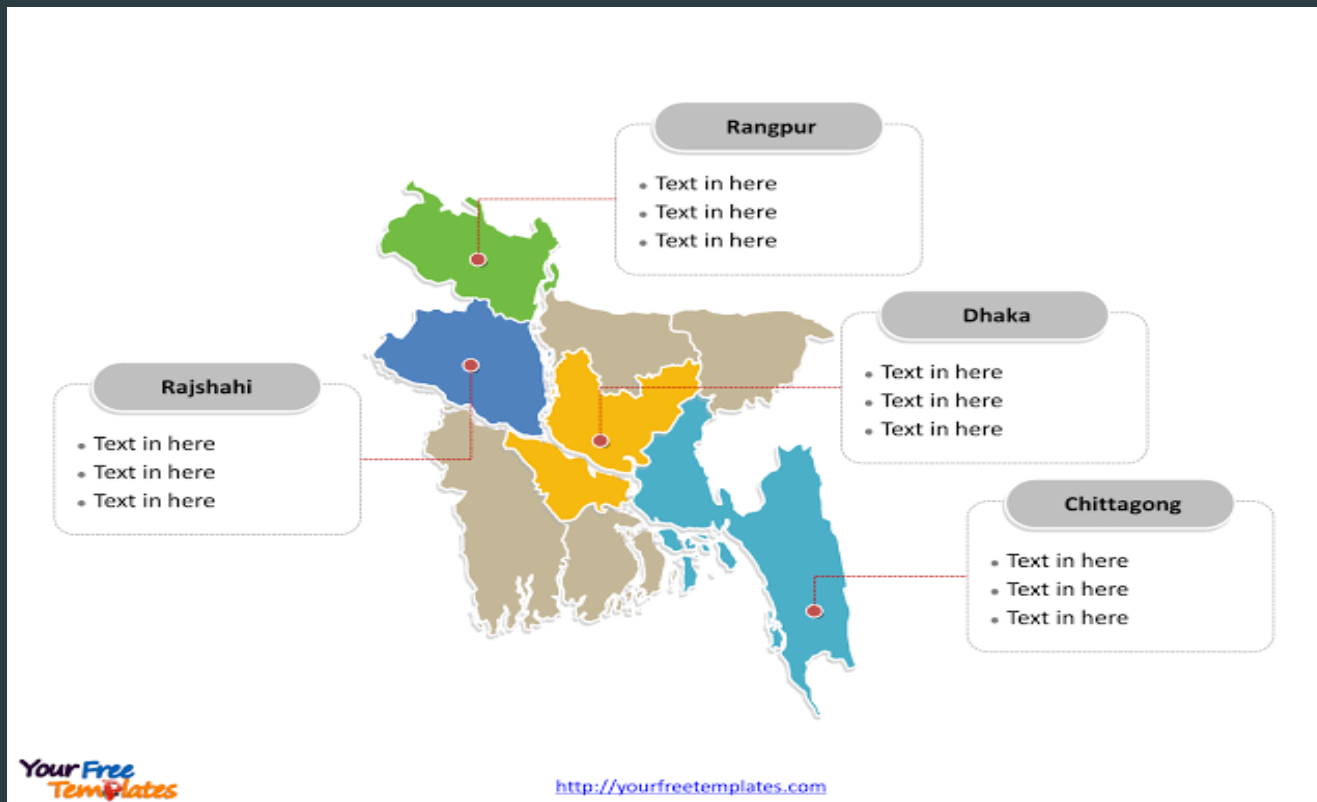 Rangpur
Text in here
Text in here
Text in here
Dhaka
Text in here
Text in here
Text in here
Rajshahi
Text in here
Text in here
Text in here
Chittagong
Text in here
Text in here
Text in here
Your Free
Templates
http://yourfreetemplates.com